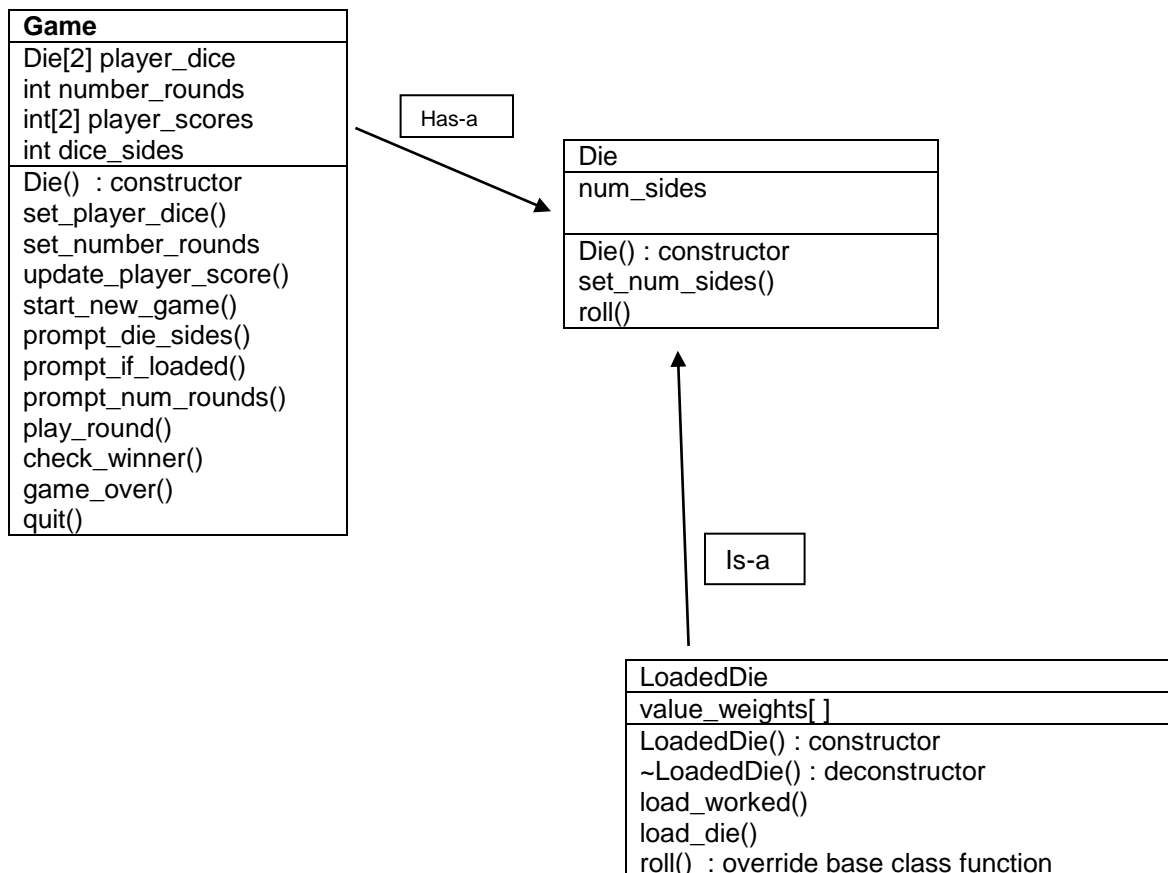 Game
Die[2] player_dice
int number_rounds
int[2] player_scores
int dice_sides
Die()  : constructor
set_player_dice()
set_number_rounds
update_player_score()
start_new_game()
prompt_die_sides()
prompt_if_loaded()
prompt_num_rounds()
play_round()
check_winner()
game_over()
quit()
Has-a
Die
num_sides
Die() : constructor
set_num_sides()
roll()
Is-a
LoadedDie
value_weights[ ]
LoadedDie() : constructor
~LoadedDie() : deconstructor
load_worked()
load_die()
roll()  : override base class function